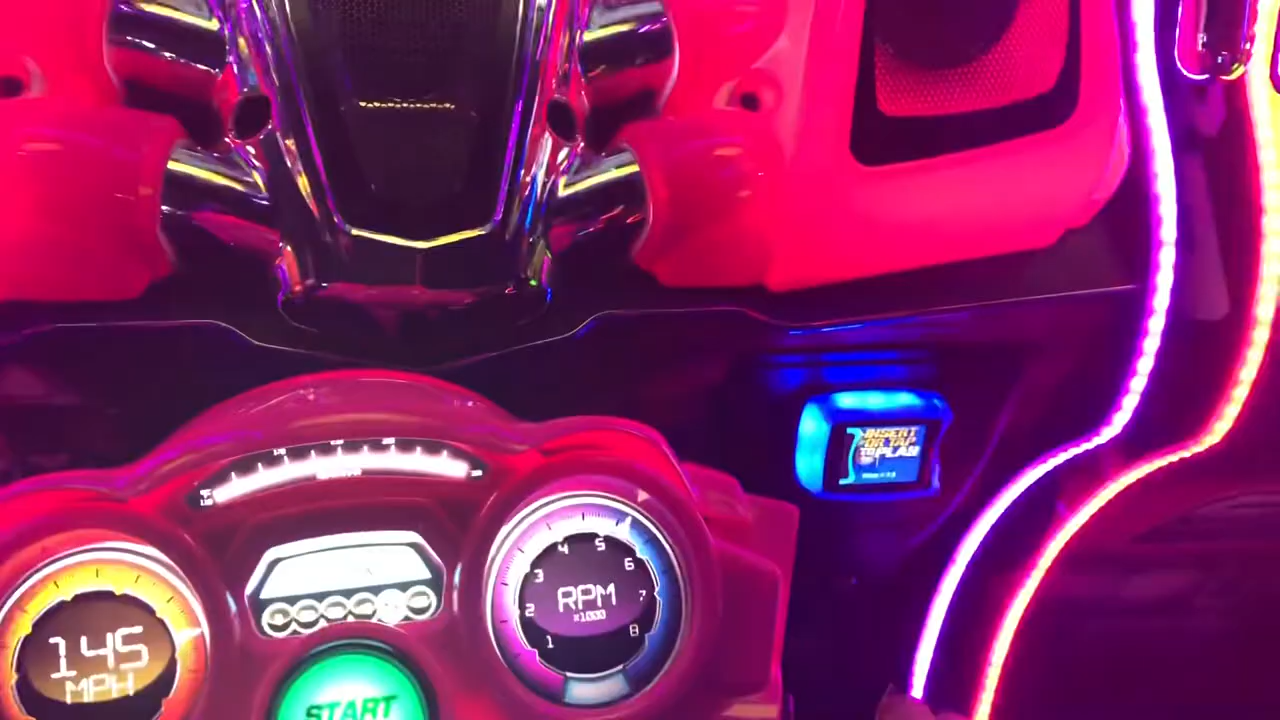 INSERT
OR TAP
TO PLAY
4
5
3
6
2
7
1
8
RPM
x1000
145
MPH
START